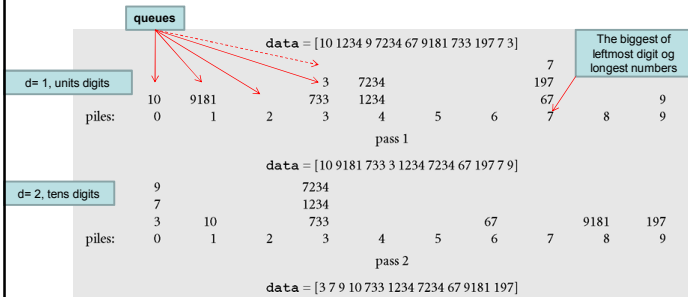 queues
data = [10 1234 9 7234 67 9181 733 197 7 3]
The biggest of
leftmost digit og
longest numbers
7
d= 1, units digits
3 7234 197
10 9181 733 1234 67 9
piles: 0 1 2 3 4 5 6 7 8 9
pass 1
data = [10 9181 733 3 1234 7234 67 197 7 9]
d= 2, tens digits
9 7234
7 1234
3 10 733 67 9181 197
piles: 0 1 2 3 4 5 6 7 8 9
pass 2
data = [3 7 9 10 733 1234 7234 67 9181 197]